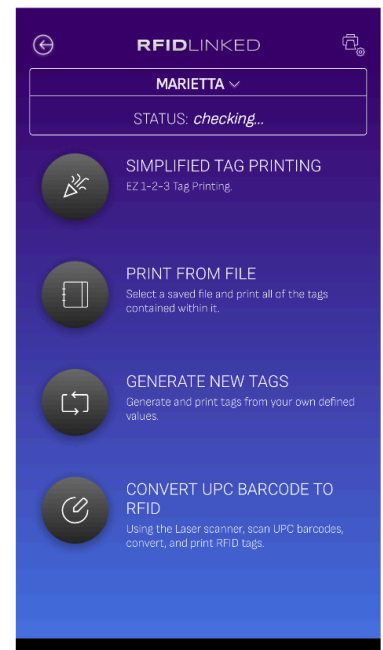 RFIDLINKED
MARIETTA
STATUS: checking...
SIMPLIFIED TAG PRINTING
EZ 1-2-3 Tag Printing.
PRINT FROM FILE
Select a saved file and print all of the tags
contained within it.
GENERATE NEW TAGS
Generate and print tags from your own defined
values.
CONVERT UPC BARCODE TO
RFID
Using the Laser scanner, scan UPC barcodes,
convert, and print RFID tags.